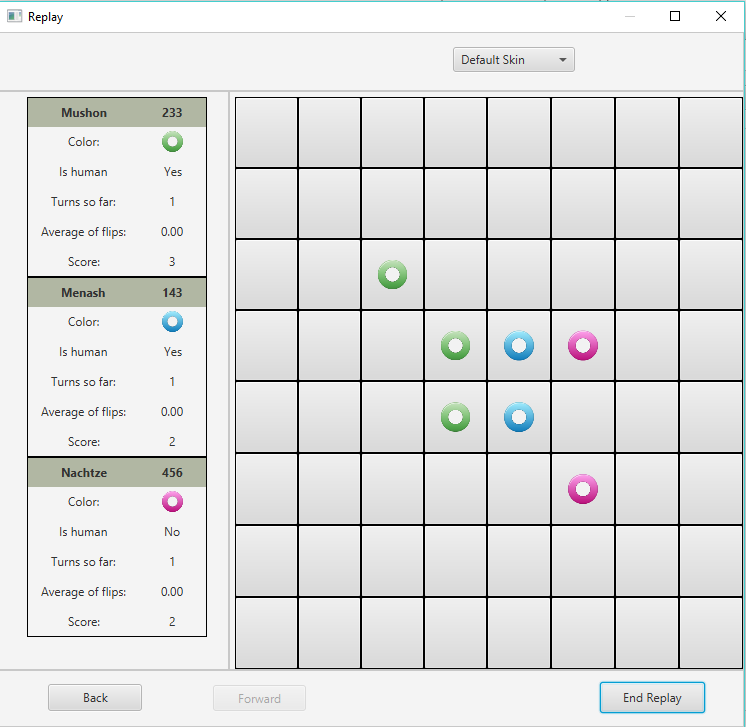 Replay
Default Skin
Mushon 233
Color:
Is human Yes
Turns so far: 1
Average of flips: 0.00
Score: 3
Menash 143
Color:
Is human Yes
Turns so far: 1
Average of flips: 0.00
Score: 2
Nachtze 456
Color:
Is human No
Turns so far: 1
Average of flips: 0.00
Score: 2
Back Forward End Replay